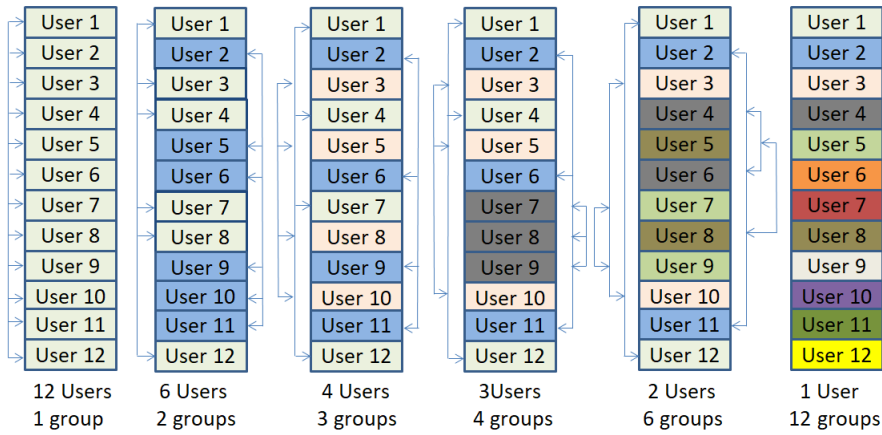 User 1 User 1 User 1 User 1 User 1 User 1
User 2 User 2 User 2 User 2 User 2 User 2
User 3 User 3 User 3 User 3 User 3 User 3
User 4 User 4 User 4 User 4 User 4 User 4
User 5 User 5 User 5 User 5 User 5 User 5
User 6 User 6 User 6 User 6 User 6 User 6
User 7 User 7 User 7 User 7 User 7 User 7
User 8 User 8 User 8 User 8 User 8 User 8
User 9 User 9 User 9 User 9 User 9 User 9
User 10 User 10 User 10 User 10 User 10 User 10
User 11 User 11 User 11 User 11 User 11 User 11
User 12 User 12 User 12 User 12 User 12 User 12
12 Users 6 Users 4 Users 3Users 2 Users 1 User
1 group 2 groups 3 groups 4 groups 6 groups 12 groups